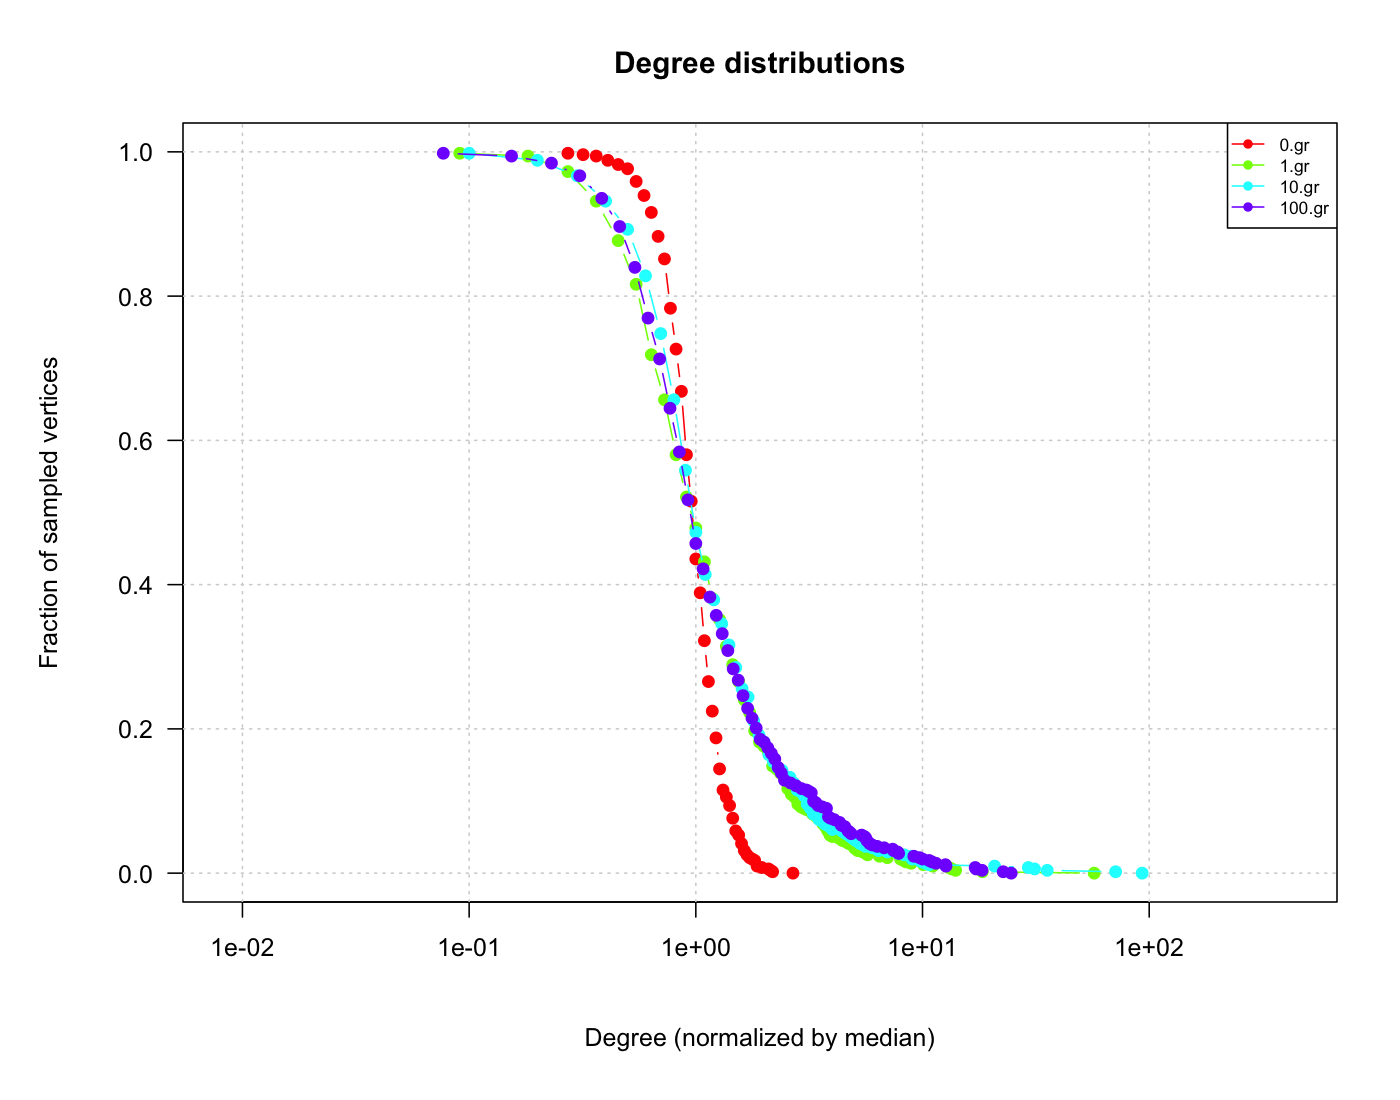 Degree distributions
0.gr
1.gr
10.gr
100.gr
Fraction of sampled vertices
1.0
0.8
0.6
0.4
0.2
0.0
1e-02 1e-01 1e+00 1e+01 1e+02
Degree (normalized by median)